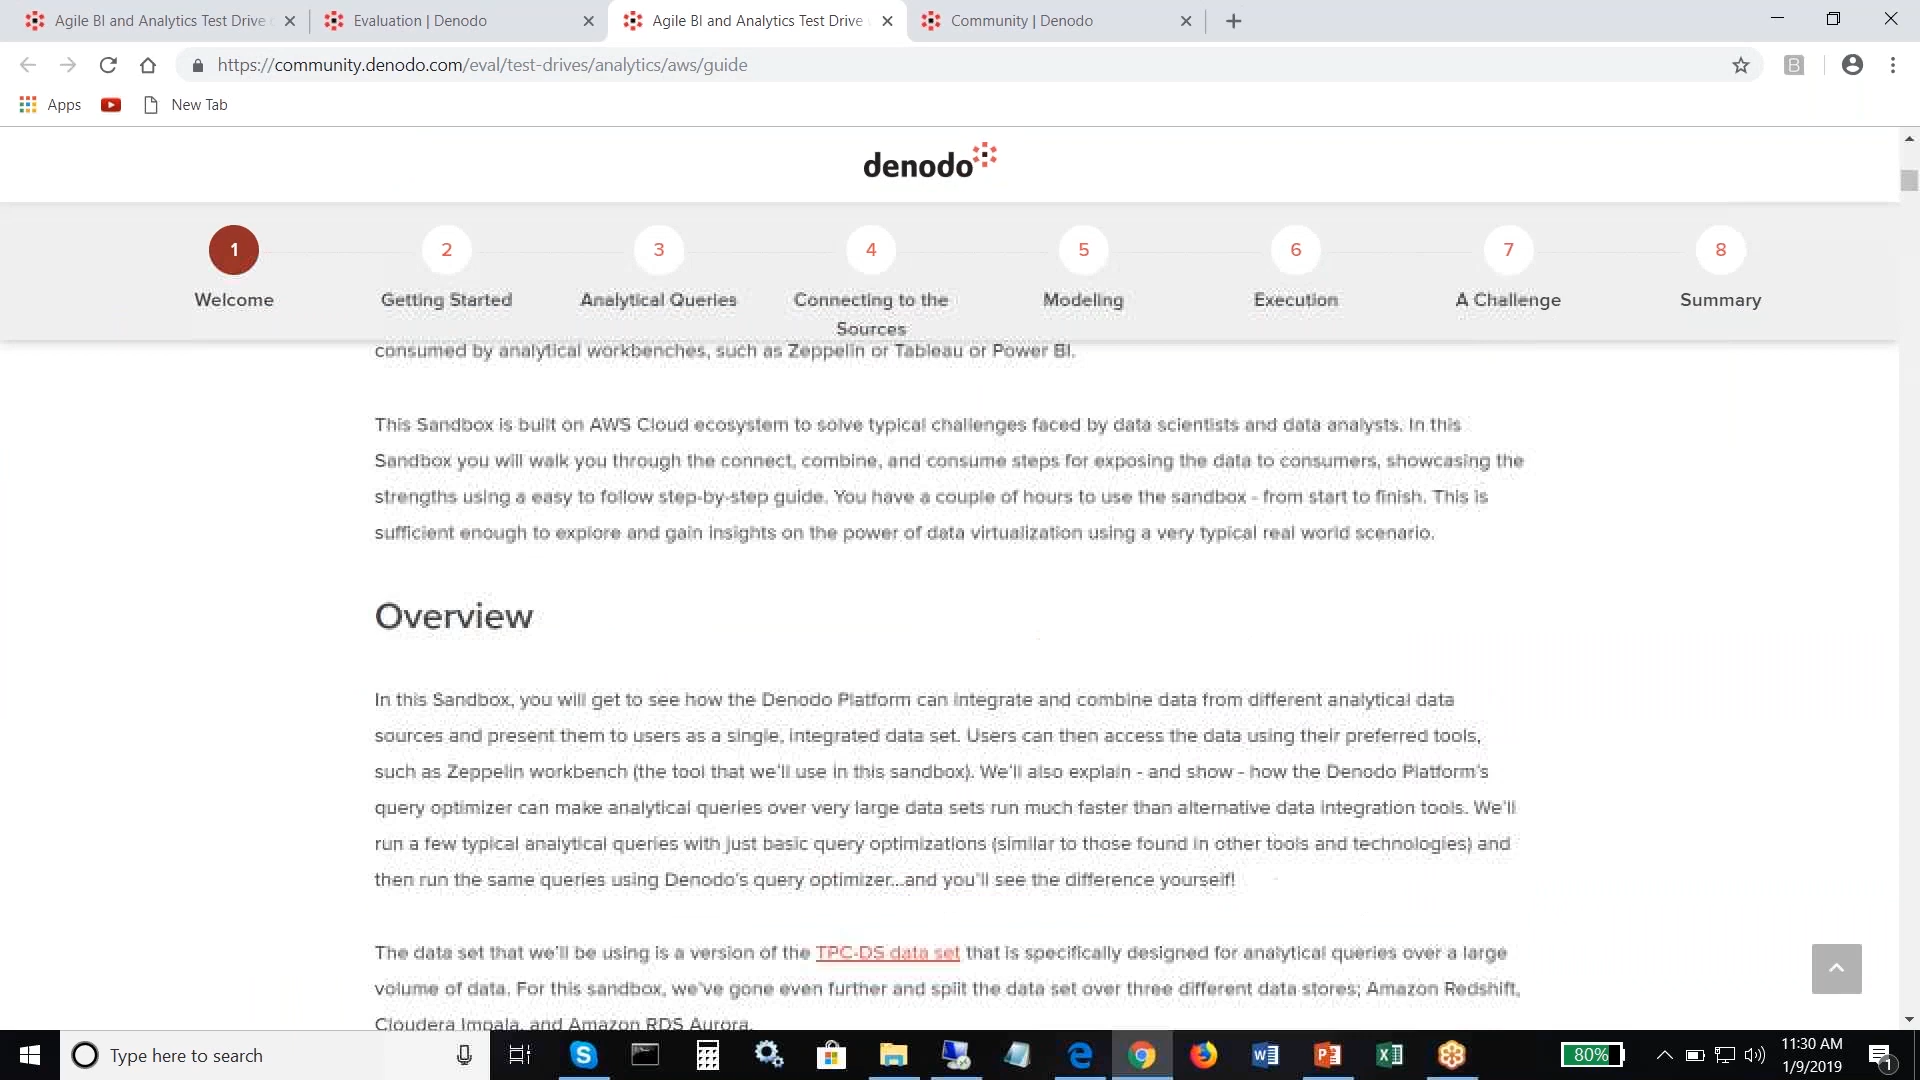 Agile BI and Analytics Test Drive
Evaluation | Denodo
Agile BI and Analytics Test Drive
Community | Denodo
https://community.denodo.com/eval/test-drives/analytics/aws/guide
B
Apps
New Tab
denodo
1
2
3
4
5
6
7
8
Welcome
Getting Started
Analytical Queries
Connecting to the
Sources
Modeling
Execution
A Challenge
Summary
consumed by analytical workbenches, such as Zeppelin or Tableau or Power BI.
This Sandbox is built on AWS Cloud ecosystem to solve typical challenges faced by data scientists and data analysts. In this
Sandbox you will walk you through the connect, combine, and consume steps for exposing the data to consumers, showcasing the
strengths using a easy to follow step-by-step guide. You have a couple of hours to use the sandbox - from start to finish. This is
sufficient enough to explore and gain insights on the power of data virtualization using a very typical real world scenario.
Overview
In this Sandbox, you will get to see how the Denodo Platform can integrate and combine data from different analytical data
sources and present them to users as a single, integrated data set. Users can then access the data using their preferred tools,
such as Zeppelin workbench (the tool that we'll use in this sandbox). We'll also explain - and show - how the Denodo Platform's
query optimizer can make analytical queries over very large data sets run much faster than alternative data integration tools. We'll
run a few typical analytical queries with just basic query optimizations (similar to those found in other tools and technologies) and
then run the same queries using Denodo's query optimizer...and you'll see the difference yourself!
The data set that we'll be using is a version of the TPC-DS data set that is specifically designed for analytical queries over a large
volume of data. For this sandbox, we've gone even further and split the data set over three different data stores; Amazon Redshift,
Cloudera Impala, and Amazon RDS Aurora.
Type here to search
80%
11:30 AM
1/9/2019
1